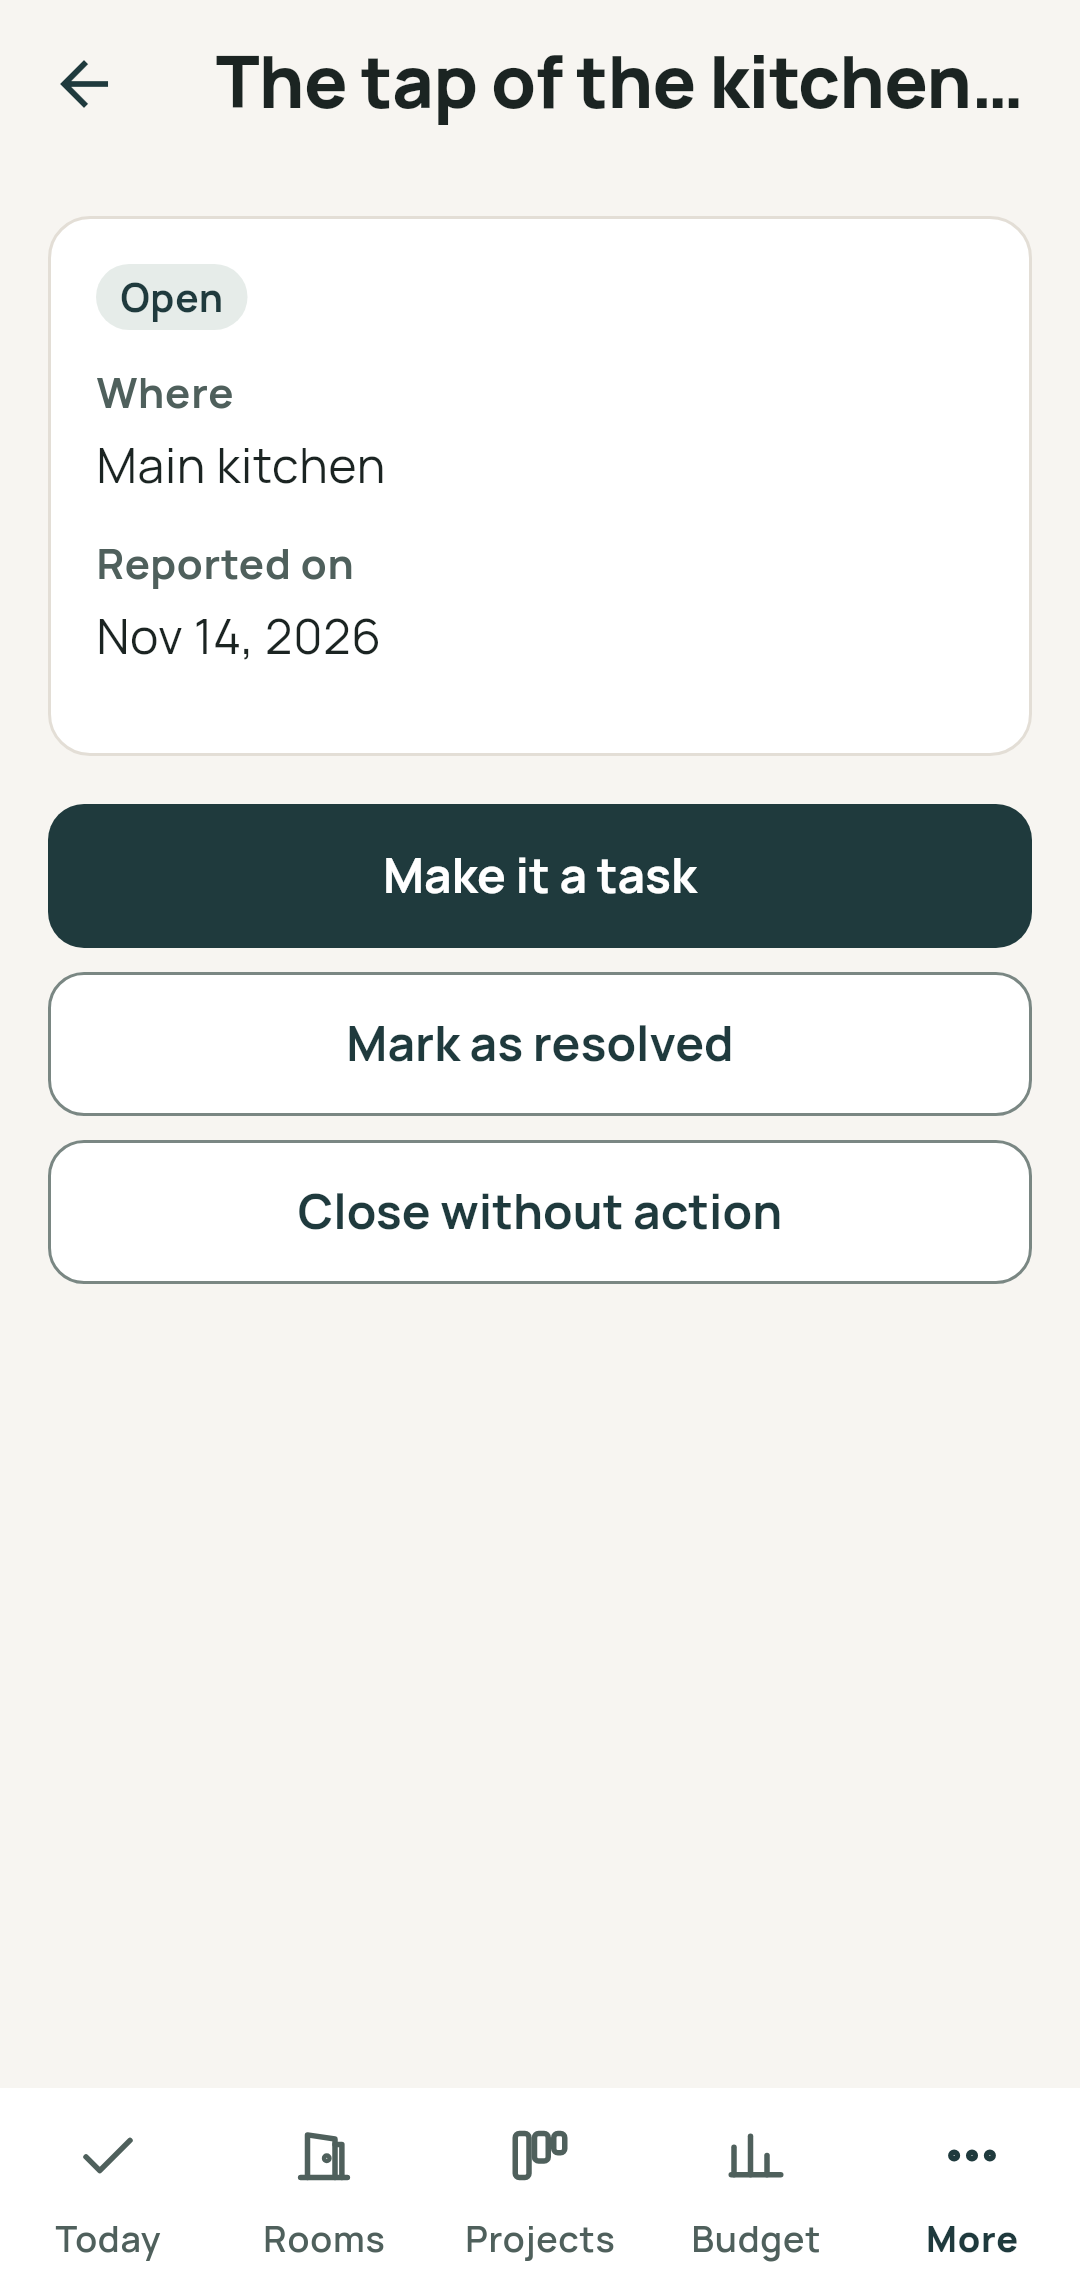 The tap of the kitchen...
Open
Where
Main kitchen
Reported on
Nov 14, 2026
Make it a task
Mark as resolved
Close without action
Today
Rooms
Projects
Budget
More